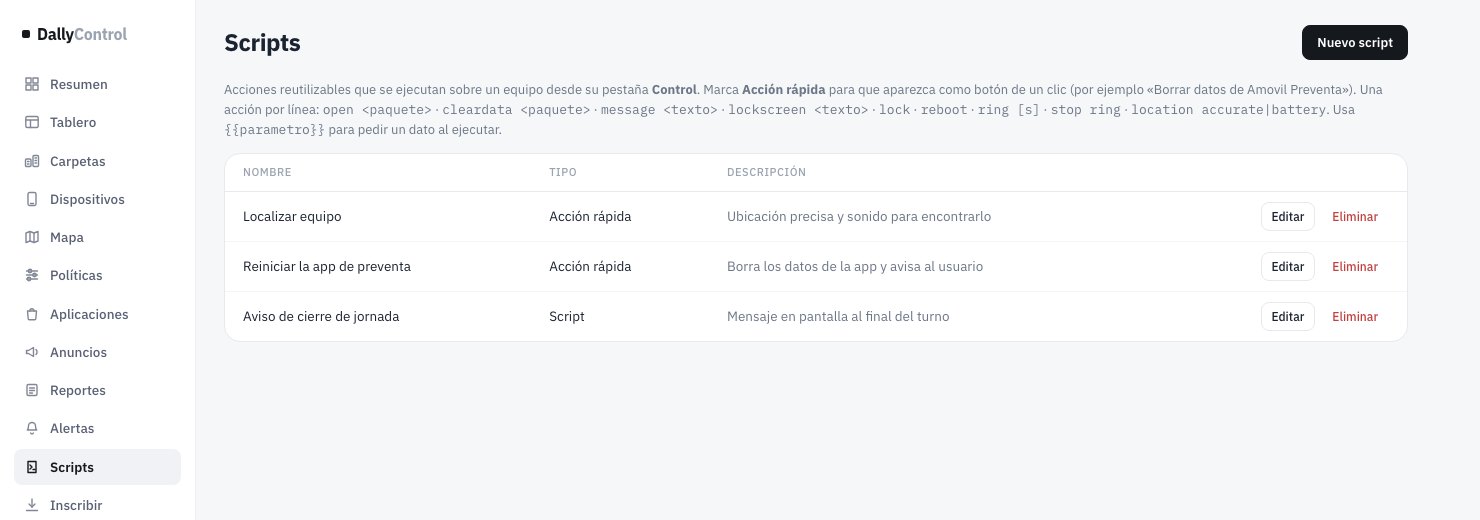 DallyControl
Resumen
Tablero
Carpetas
Dispositivos
Mapa
Políticas
Aplicaciones
Anuncios
Reportes
Alertas
Scripts
Inscribir
Scripts
Nuevo script
Acciones reutilizables que se ejecutan sobre un equipo desde su pestaña Control. Marca Acción rápida para que aparezca como botón de un clic (por ejemplo «Borrar datos de Amovil Preventa»). Una
acción por línea: open <paquete> · cleardata <paquete> · message <texto> · lockscreen <texto> · lock · reboot · ring [s] · stop ring · location accurate|battery. Usa
{{parametro}} para pedir un dato al ejecutar.
NOMBRE TIPO DESCRIPCIÓN
Localizar equipo Acción rápida Ubicación precisa y sonido para encontrarlo Editar Eliminar
Reiniciar la app de preventa Acción rápida Borra los datos de la app y avisa al usuario Editar Eliminar
Aviso de cierre de jornada Script Mensaje en pantalla al final del turno Editar Eliminar